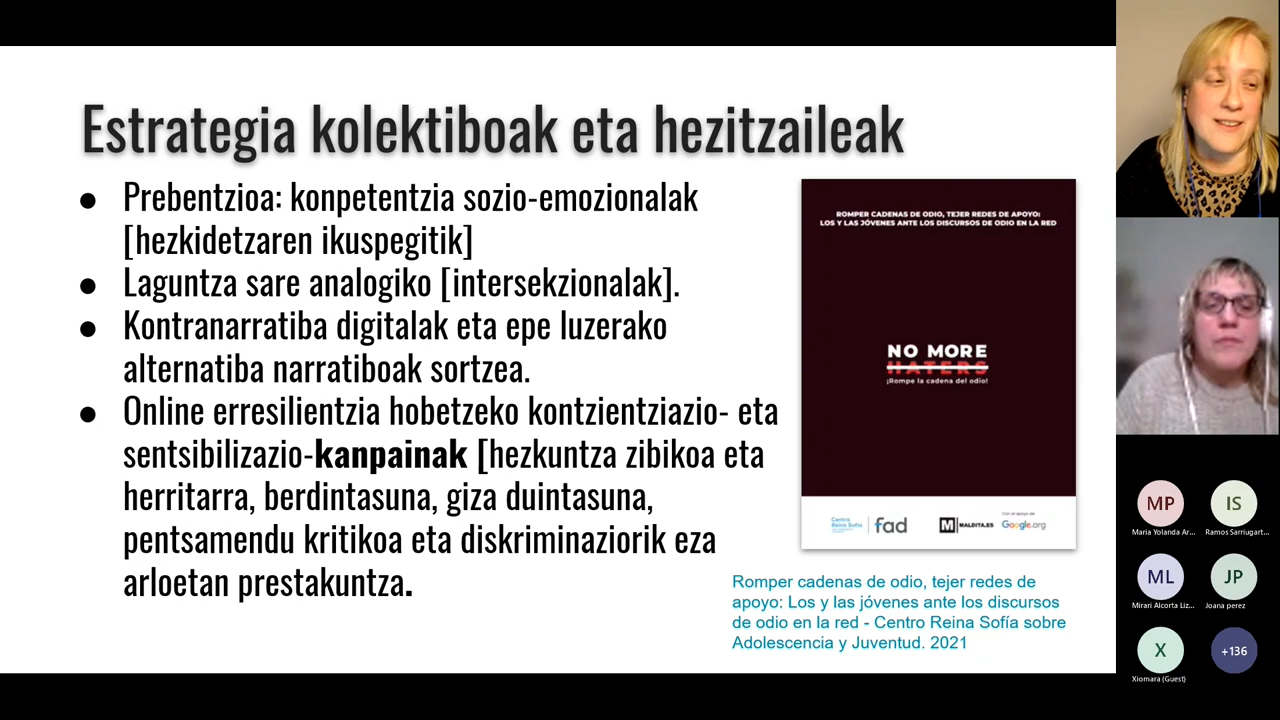 Estrategia kolektiboak eta hezitzaileak
● Prebentzioa: konpetentzia sozio-emozionalak
[hezkidetzaren ikuspegitik]
● Laguntza sare analogiko [intersekzionalak].
● Kontranarratiba digitalak eta epe luzerako
alternatiba narratiboak sortzea.
● Online erresilientzia hobetzeko kontzientziazio- eta
sentsibilizazio-kanpainak [hezkuntza zibikoa eta
herritarra, berdintasuna, giza duintasuna,
pentsamendu kritikoa eta diskriminaziorik eza
arloetan prestakuntza.
ROMPER CADENAS DE ODIO, TEJER REDES DE APOYO:
LOS Y LAS JÓVENES ANTE LOS DISCURSOS DE ODIO EN LA RED
NO MORE
HATERS
¡Rompe la cadena del odio!
Centro
Reina Sofía
fad
M MALDITA.ES
Con el apoyo de
Google.org
Romper cadenas de odio, tejer redes de
apoyo: Los y las jóvenes ante los discursos
de odio en la red - Centro Reina Sofía sobre
Adolescencia y Juventud. 2021
MP
Maria Yolanda Ar...
IS
Ramos Sarriugart...
ML
Mirari Alcorta Liz...
JP
Joana perez
X
Xiomara (Guest)
+136